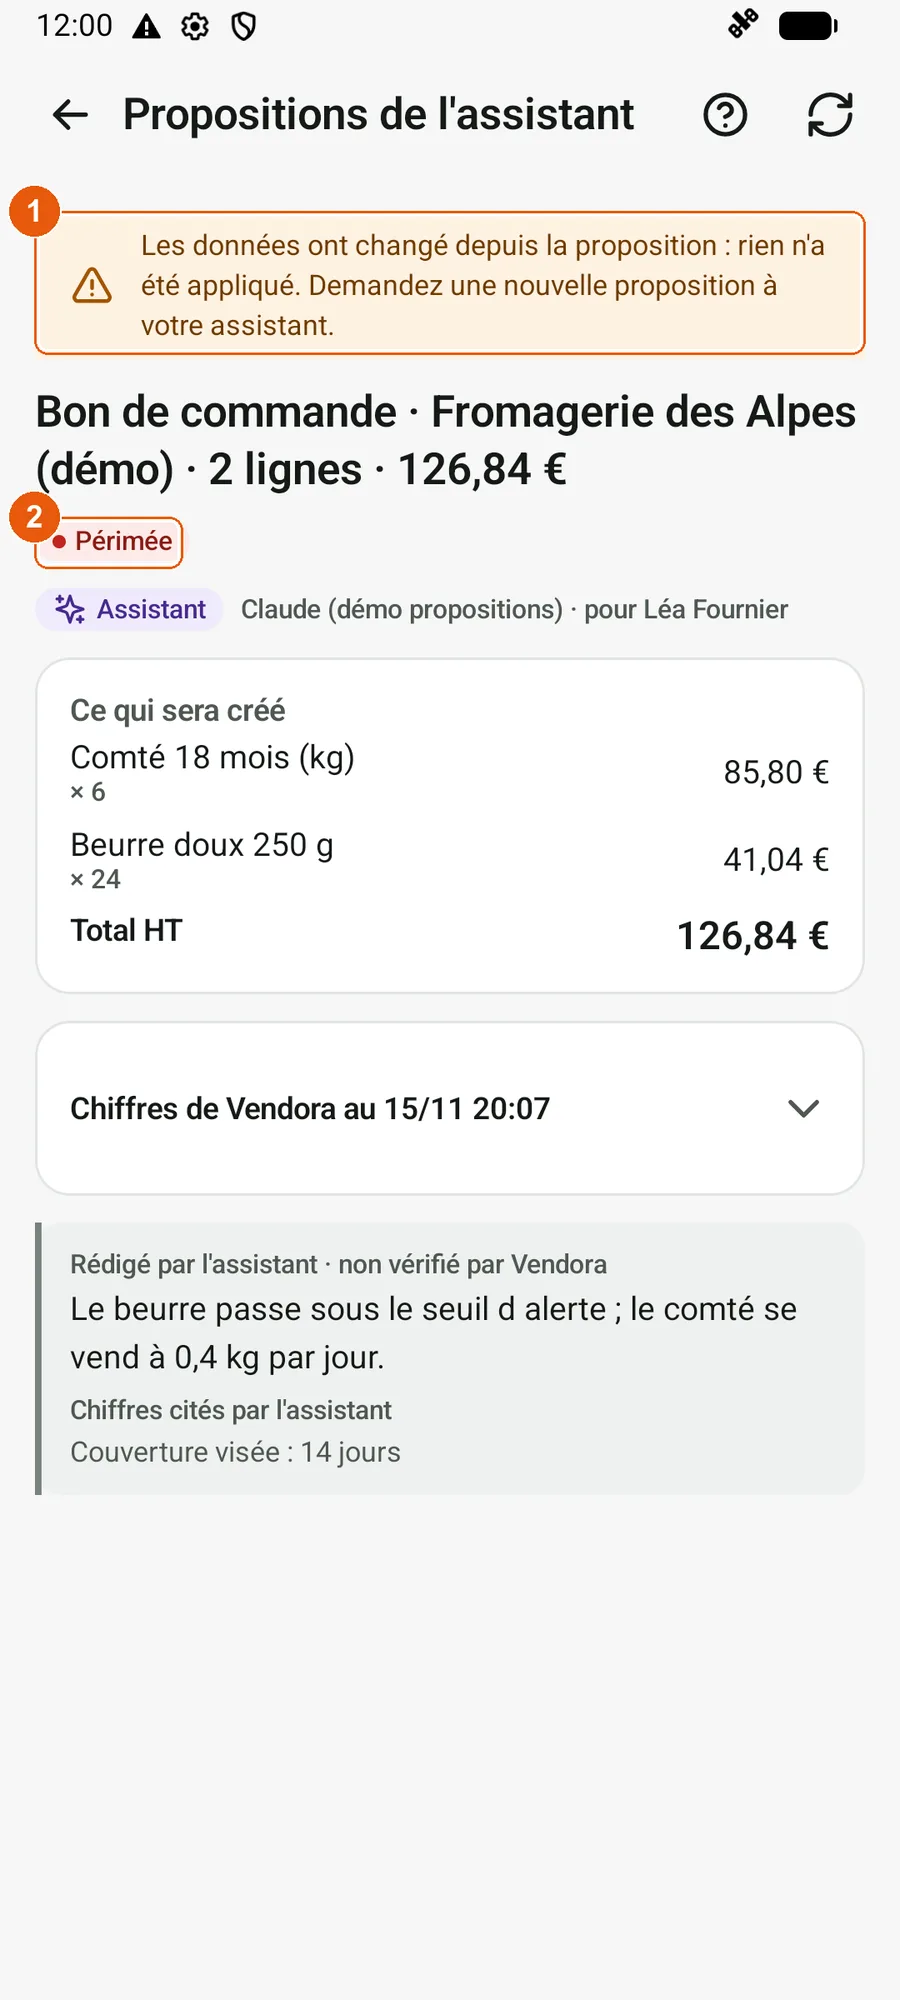 12:00
Propositions de l'assistant
1
Les données ont changé depuis la proposition : rien n'a
été appliqué. Demandez une nouvelle proposition à
votre assistant.
Bon de commande · Fromagerie des Alpes
(démo) · 2 lignes · 126,84 €
2
Périmée
Assistant Claude (démo propositions) · pour Léa Fournier
Ce qui sera créé
Comté 18 mois (kg)
× 6
85,80 €
Beurre doux 250 g
× 24
41,04 €
Total HT 126,84 €
Chiffres de Vendora au 15/11 20:07
Rédigé par l'assistant · non vérifié par Vendora
Le beurre passe sous le seuil d alerte ; le comté se
vend à 0,4 kg par jour.
Chiffres cités par l'assistant
Couverture visée : 14 jours